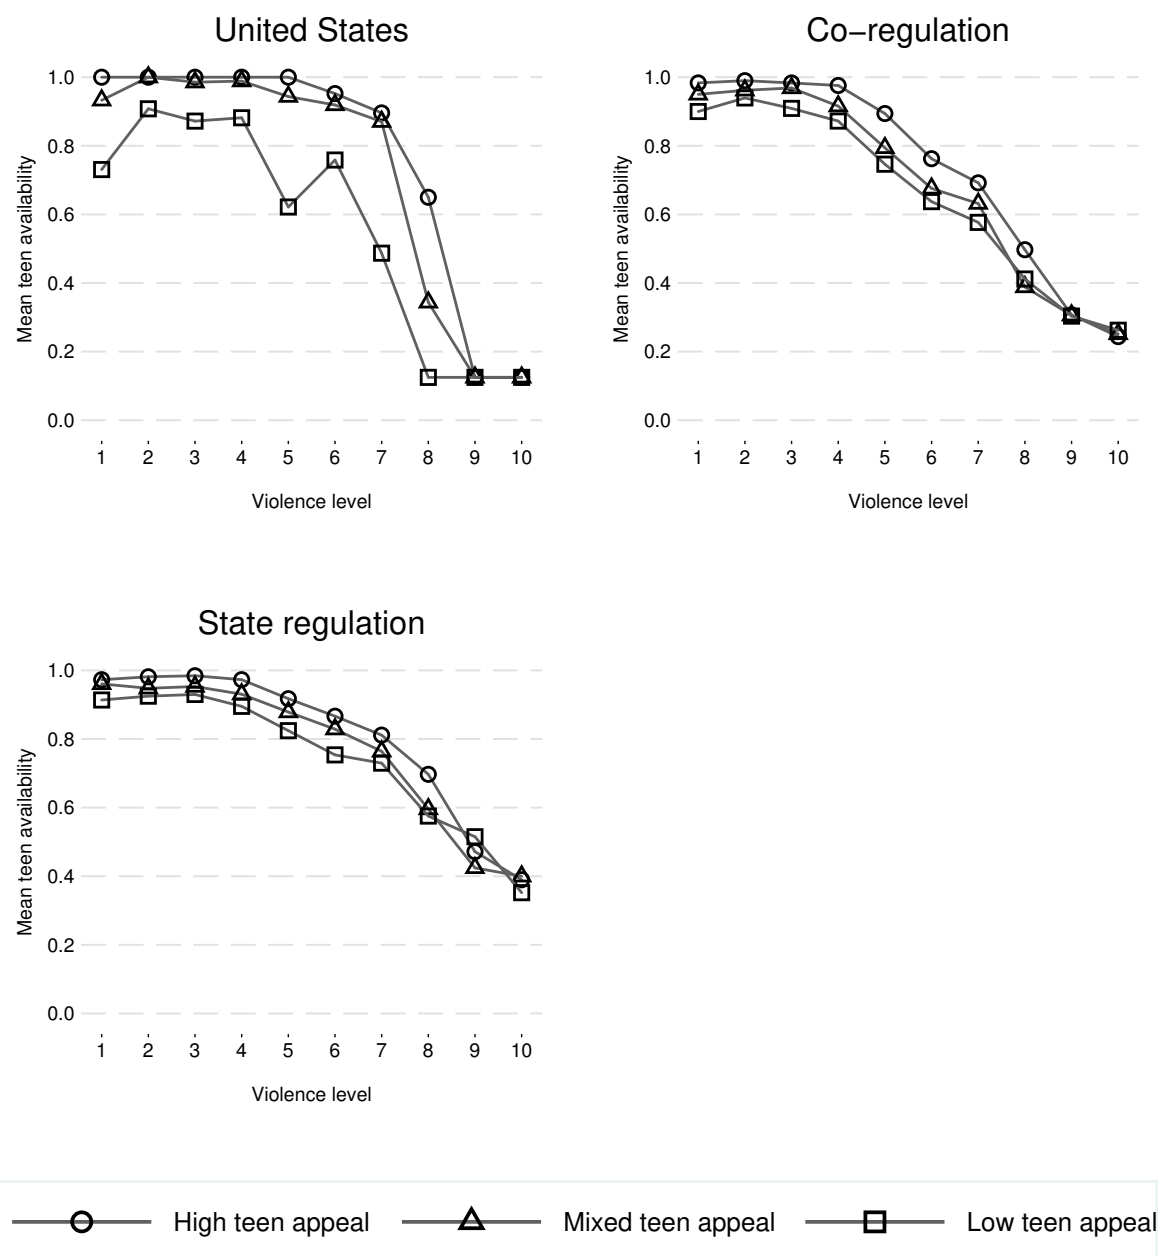 United States
Mean teen availability
1.0
0.8
0.6
0.4
0.2
0.0
1 2 3 4 5 6 7 8 9 10
Violence level
Co−regulation
Mean teen availability
1.0
0.8
0.6
0.4
0.2
0.0
1 2 3 4 5 6 7 8 9 10
Violence level
State regulation
Mean teen availability
1.0
0.8
0.6
0.4
0.2
0.0
1 2 3 4 5 6 7 8 9 10
Violence level
High teen appeal Mixed teen appeal Low teen appeal